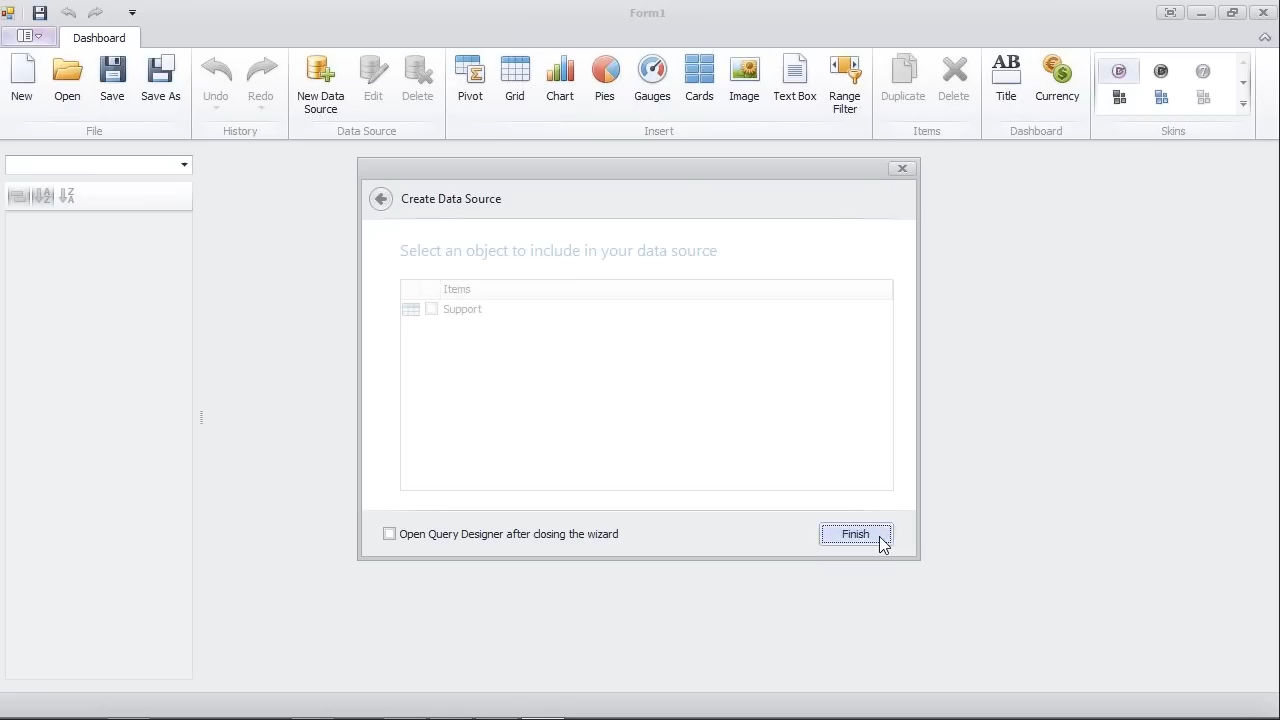 Form1
Dashboard
New
Open
Save
Save As
Undo
Redo
New Data
Source
Edit
Delete
Pivot
Grid
Chart
Pies
Gauges
Cards
Image
Text Box
Range
Filter
Duplicate
Delete
AB
Title
Currency
File
History
Data Source
Insert
Items
Dashboard
Skins
Create Data Source
Select an object to include in your data source
Items
Support
Open Query Designer after closing the wizard
Finish